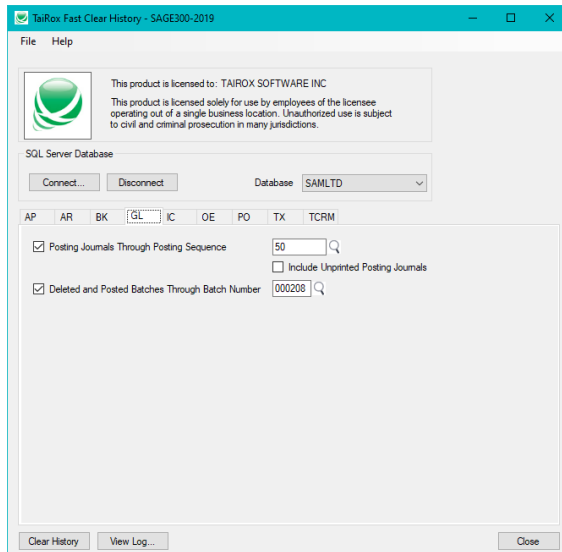 TaiRox Fast Clear History - SAGE300-2019
File Help
This product is licensed to: TAIROX SOFTWARE INC
This product is licensed solely for use by employees of the licensee
operating out of a single business location. Unauthorized use is subject
to civil and criminal prosecution in many jurisdictions.
SQL Server Database
Connect... Disconnect Database SAMLTD
AP AR BK GL IC OE PO TX TCRM
Posting Journals Through Posting Sequence 50
Include Unprinted Posting Journals
Deleted and Posted Batches Through Batch Number 000208
Clear History View Log... Close